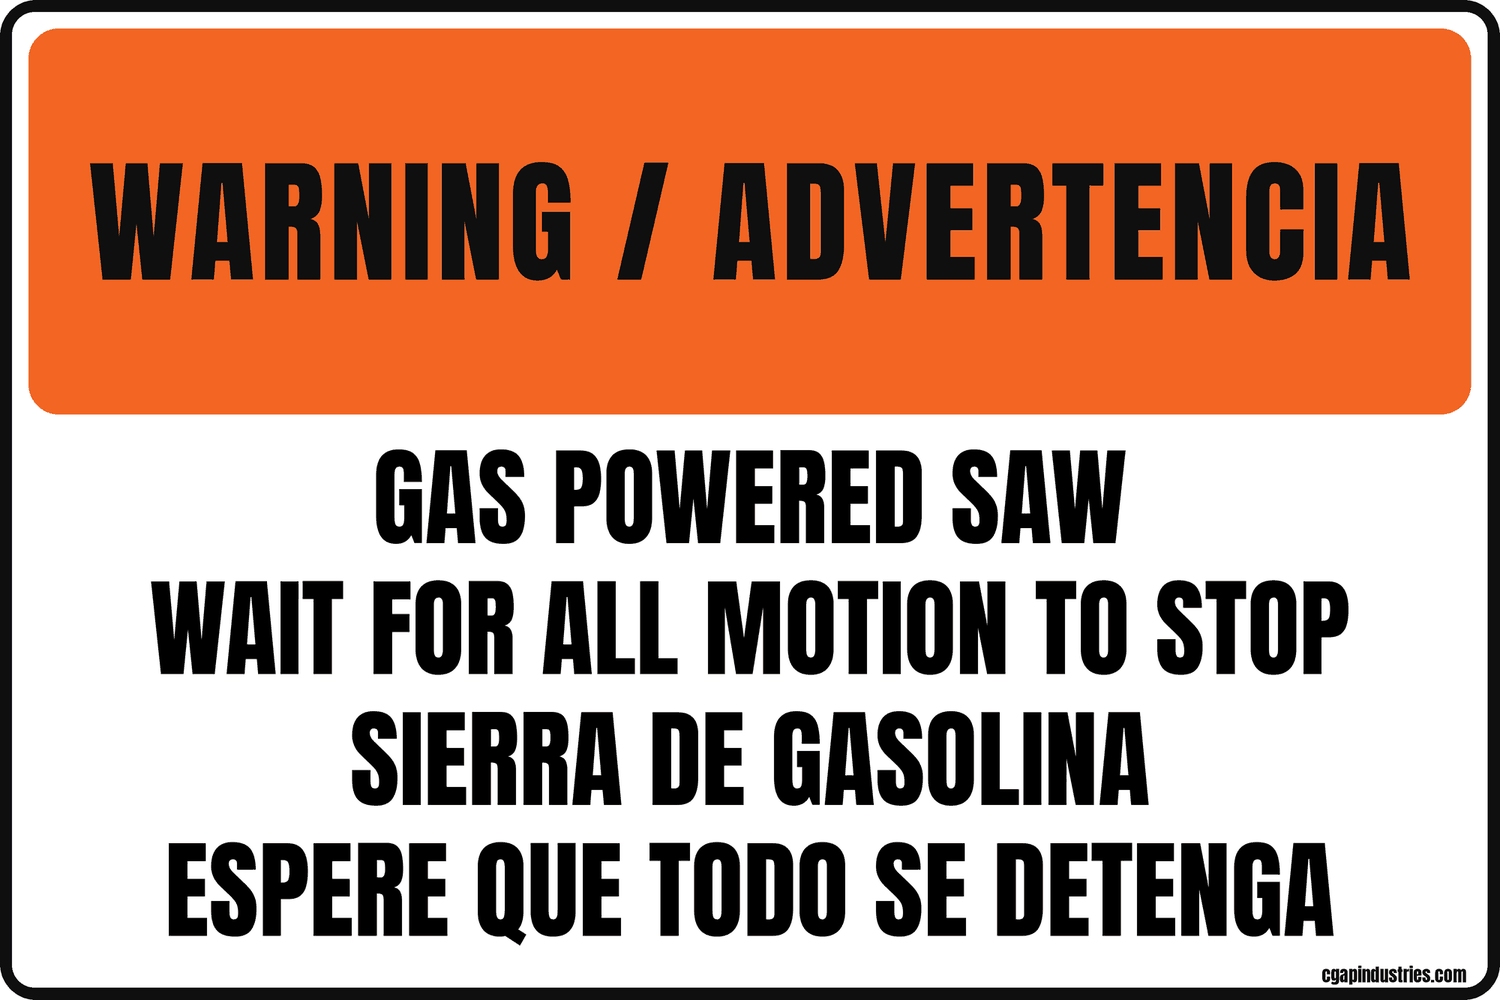 WARNING / ADVERTENCIA
GAS POWERED SAW
WAIT FOR ALL MOTION TO STOP
SIERRA DE GASOLINA
ESPERE QUE TODO SE DETENGA
cgapindustries.com